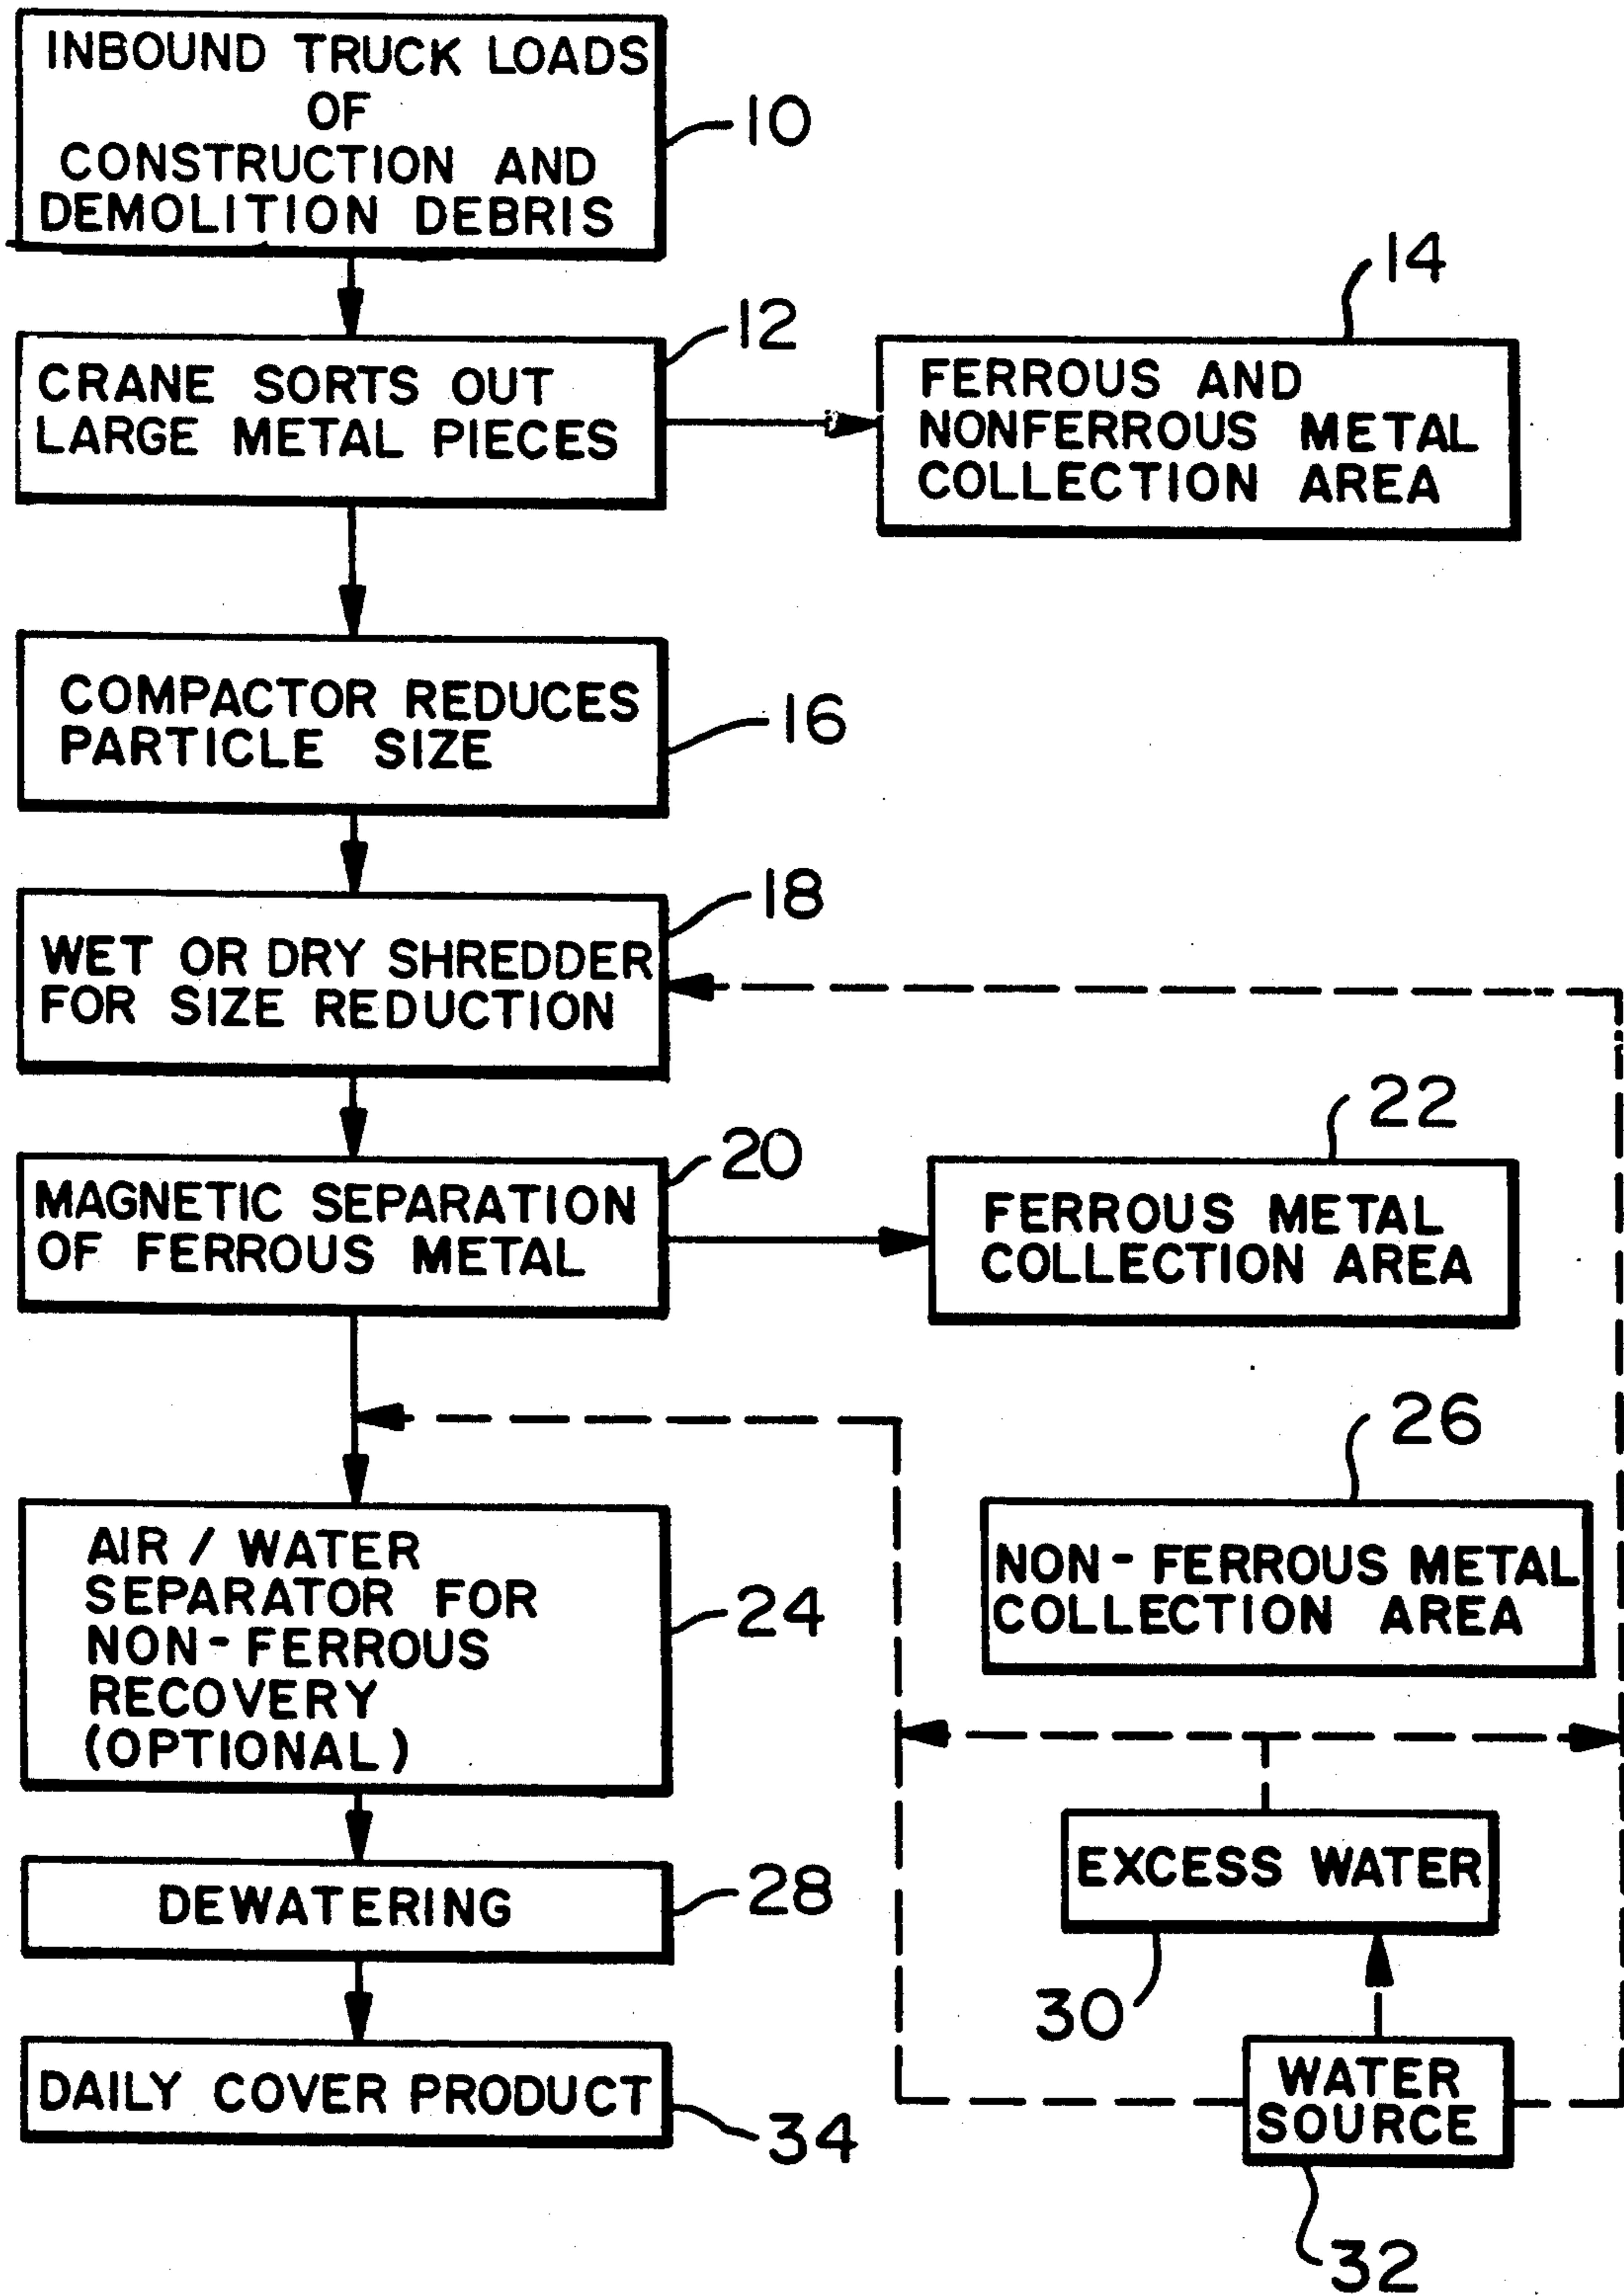 INBOUND TRUCK LOADS
OF
CONSTRUCTION AND
DEMOLITION DEBRIS
10
12
CRANE SORTS OUT
LARGE METAL PIECES
14
FERROUS AND
NONFERROUS METAL
COLLECTION AREA
COMPACTOR REDUCES
PARTICLE SIZE
16
18
WET OR DRY SHREDDER
FOR SIZE REDUCTION
20
MAGNETIC SEPARATION
OF FERROUS METAL
22
FERROUS METAL
COLLECTION AREA
AIR / WATER
SEPARATOR FOR
NON-FERROUS
RECOVERY
(OPTIONAL)
24
26
NON-FERROUS METAL
COLLECTION AREA
DEWATERING
28
EXCESS WATER
30
DAILY COVER PRODUCT
34
WATER
SOURCE
32